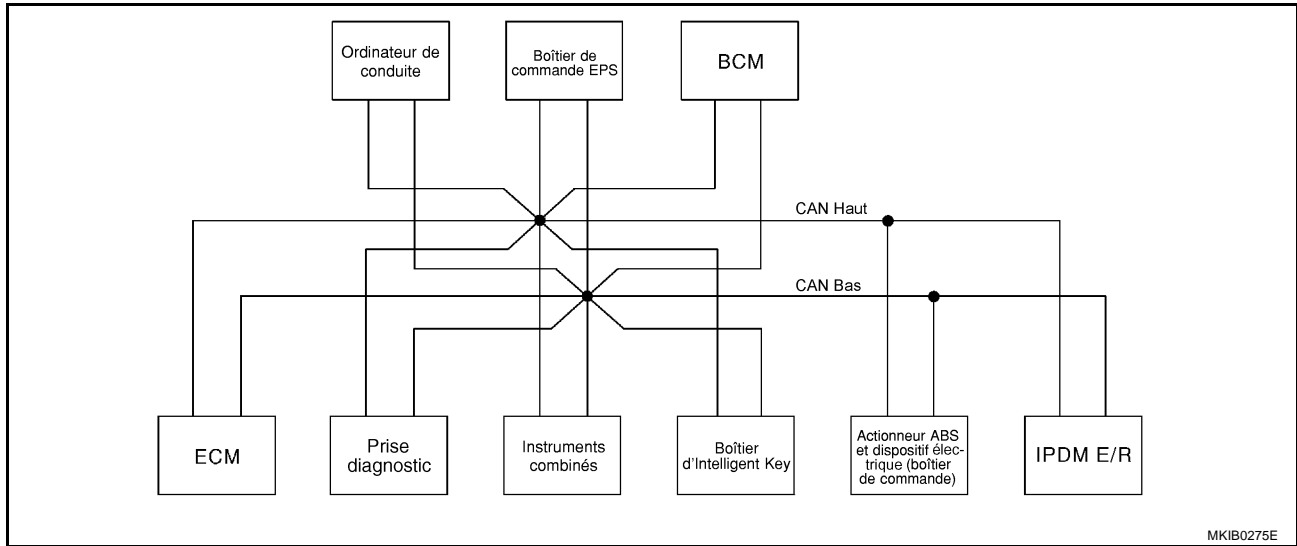 Ordinateur de
conduite
Boîtier de
commande EPS
BCM
CAN Haut
CAN Bas
ECM
Prise
diagnostic
Instruments
combinés
Boîtier
d'Intelligent Key
Actionneur ABS
et dispositif élec-
trique (boîtier
de commande)
IPDM E/R
MKIB0275E